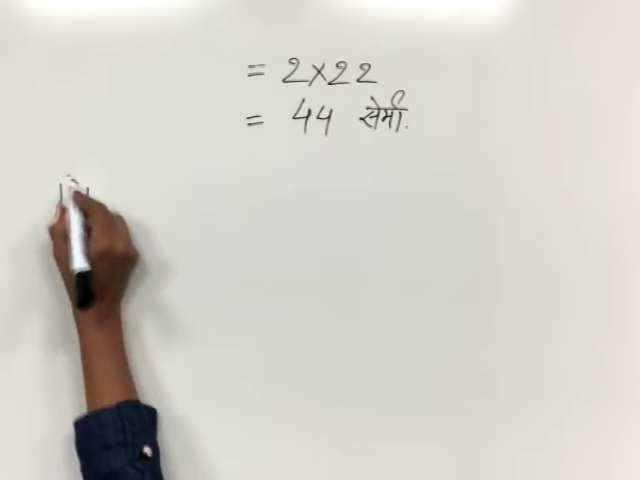 = 2×22
= 44 सेमी.